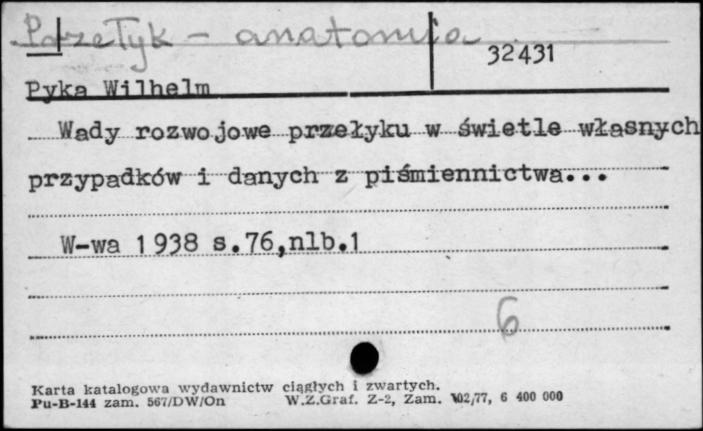 Przełyk - anatomia
32431
Pyka Wilhelm
Wady rozwojowe przełyku w świetle własnych
przypadków i danych z piśmiennictwa...
W-wa 1938 s.76,nlb.1
6
Karta katalogowa wydawnictw ciągłych i zwartych.
Pu-B-144 zam. 567/DW/On W.Z.Graf. Z-2, Zam. 102/77, 6 400 000